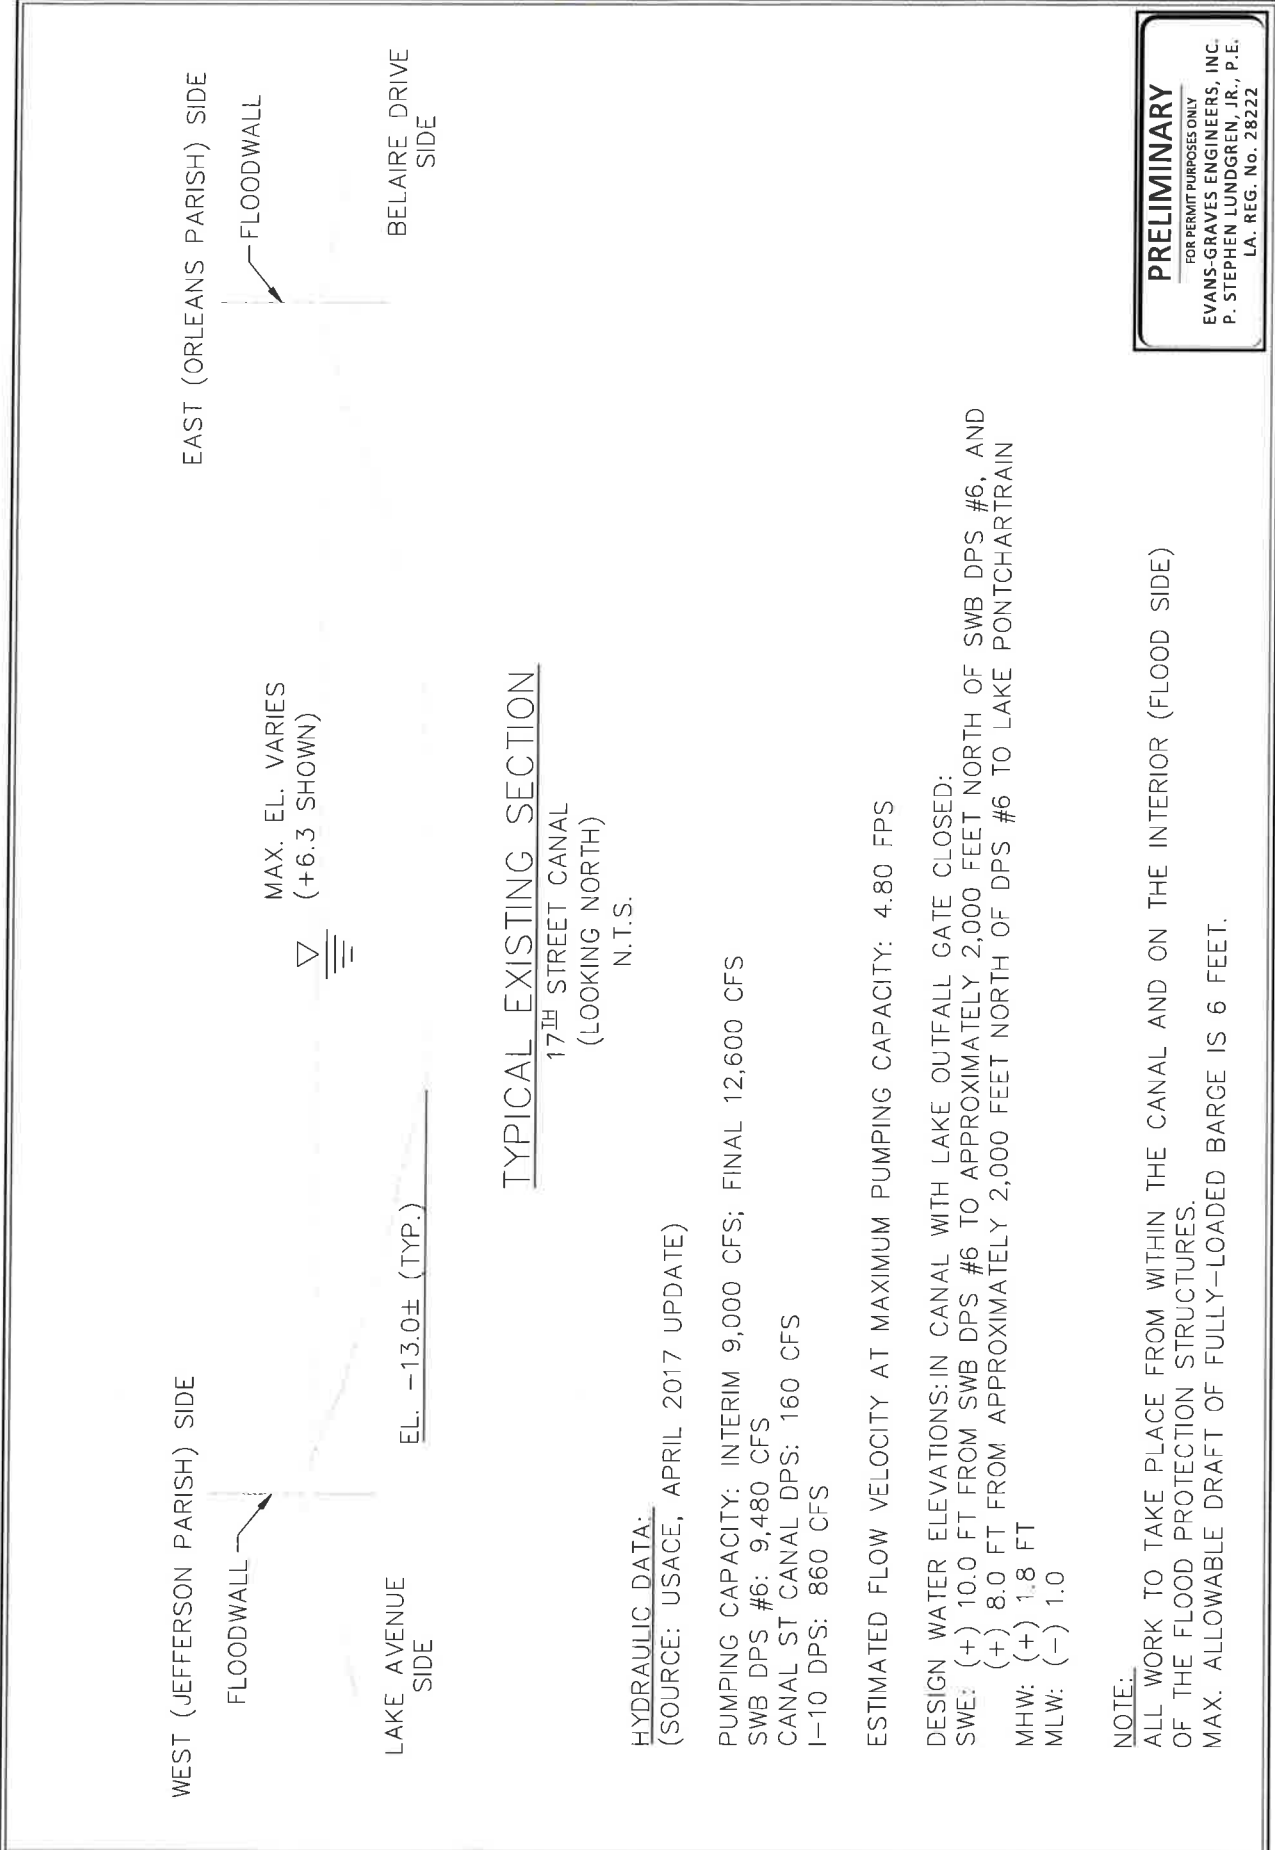 WEST (JEFFERSON PARISH) SIDE
EAST (ORLEANS PARISH) SIDE
FLOODWALL
FLOODWALL
MAX. EL. VARIES
(+6.3 SHOWN)
LAKE AVENUE
SIDE
EL. -13.0± (TYP.)
BELAIRE DRIVE
SIDE
TYPICAL EXISTING SECTION
17TH STREET CANAL
(LOOKING NORTH)
N.T.S.
HYDRAULIC DATA:
(SOURCE: USACE, APRIL 2017 UPDATE)
PUMPING CAPACITY: INTERIM 9,000 CFS; FINAL 12,600 CFS
SWB DPS #6: 9,480 CFS
CANAL ST CANAL DPS: 160 CFS
I-10 DPS: 860 CFS
ESTIMATED FLOW VELOCITY AT MAXIMUM PUMPING CAPACITY: 4.80 FPS
DESIGN WATER ELEVATIONS:IN CANAL WITH LAKE OUTFALL GATE CLOSED:
SWE: (+) 10.0 FT FROM SWB DPS #6 TO APPROXIMATELY 2,000 FEET NORTH OF SWB DPS #6, AND
(+) 8.0 FT FROM APPROXIMATELY 2,000 FEET NORTH OF DPS #6 TO LAKE PONTCHARTRAIN
MHW: (+) 1.8 FT
MLW: (-) 1.0
NOTE:
ALL WORK TO TAKE PLACE FROM WITHIN THE CANAL AND ON THE INTERIOR (FLOOD SIDE)
OF THE FLOOD PROTECTION STRUCTURES.
MAX. ALLOWABLE DRAFT OF FULLY-LOADED BARGE IS 6 FEET.
PRELIMINARY
FOR PERMIT PURPOSES ONLY
EVANS-GRAVES ENGINEERS, INC.
P. STEPHEN LUNDGREN, JR., P.E.
LA. REG. No. 28222